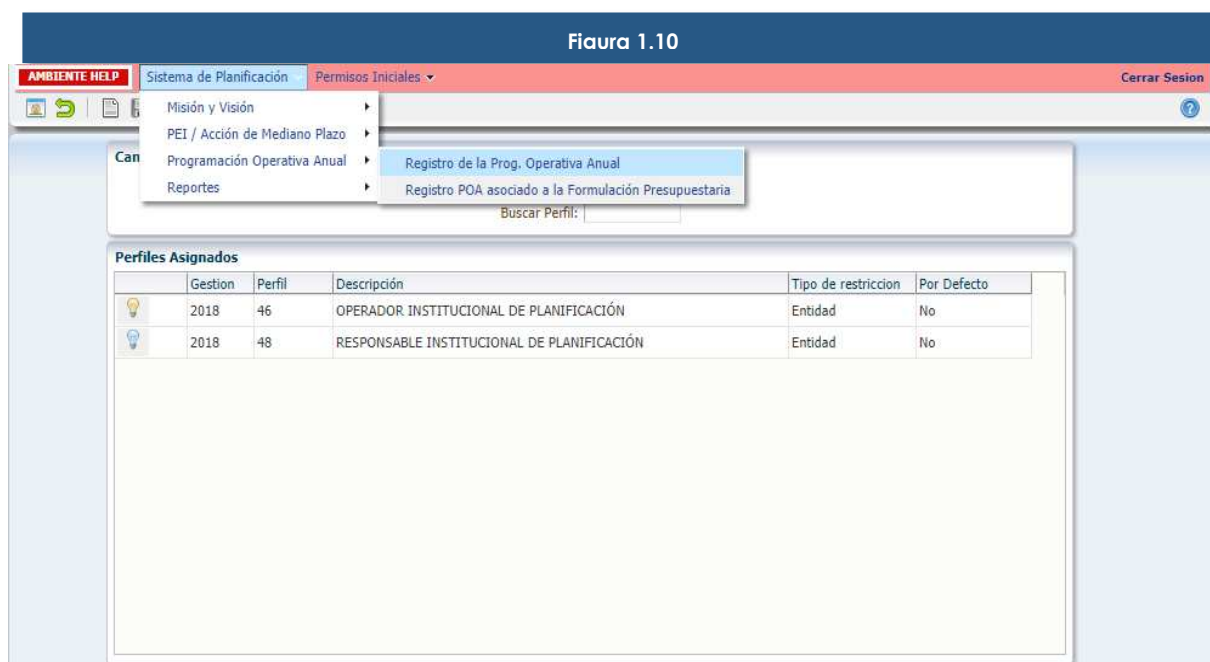 Figura 1.10
AMBIENTE HELP Sistema de Planificación Permisos Iniciales Cerrar Sesion
Misión y Visión
PEI / Acción de Mediano Plazo
Can
Programación Operativa Anual Registro de la Prog. Operativa Anual
Reportes Registro POA asociado a la Formulación Presupuestaria
Buscar Perfil:
Perfiles Asignados
Gestion Perfil Descripción Tipo de restriccion Por Defecto
2018 46 OPERADOR INSTITUCIONAL DE PLANIFICACIÓN Entidad No
2018 48 RESPONSABLE INSTITUCIONAL DE PLANIFICACIÓN Entidad No